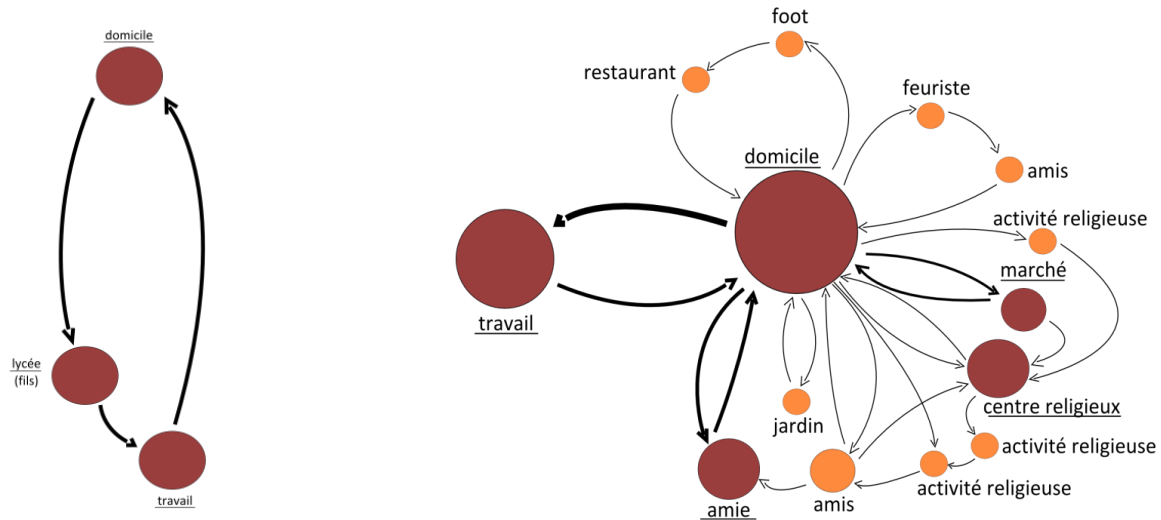 domicile
lycée
(fils)
travail
foot
restaurant
feuriste
domicile
amis
activité religieuse
marché
travail
centre religieux
jardin
activité religieuse
activité religieuse
amis
amie